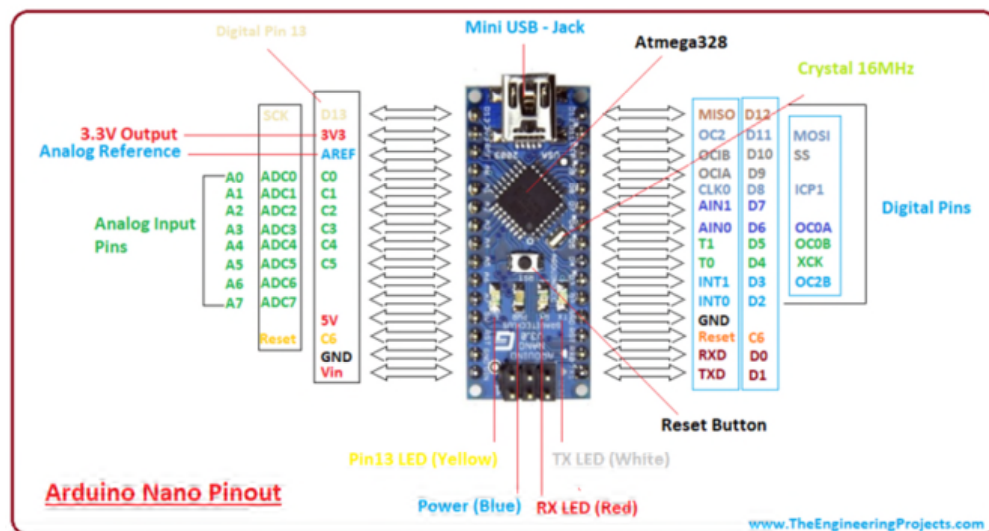 Digital Pin 13
Mini USB - Jack
Atmega328
Crystal 16MHz
SCK D13
3.3V Output 3V3
Analog Reference AREF
A0 ADC0 C0
A1 ADC1 C1
A2 ADC2 C2
A3 ADC3 C3
A4 ADC4 C4
A5 ADC5 C5
A6 ADC6
A7 ADC7
Analog Input
Pins
5V
Reset C6
GND
Vin
MISO D12
OC2 D11 MOSI
OCIB D10 SS
OCIA D9
CLK0 D8 ICP1
AIN1 D7
AIN0 D6 OC0A
T1 D5 OC0B
T0 D4 XCK
INT1 D3 OC2B
INT0 D2
GND
Reset C6
RXD D0
TXD D1
Digital Pins
USA
Reset Button
Pin13 LED (Yellow)
TX LED (White)
Power (Blue)
RX LED (Red)
Arduino Nano Pinout
www.TheEngineeringProjects.com